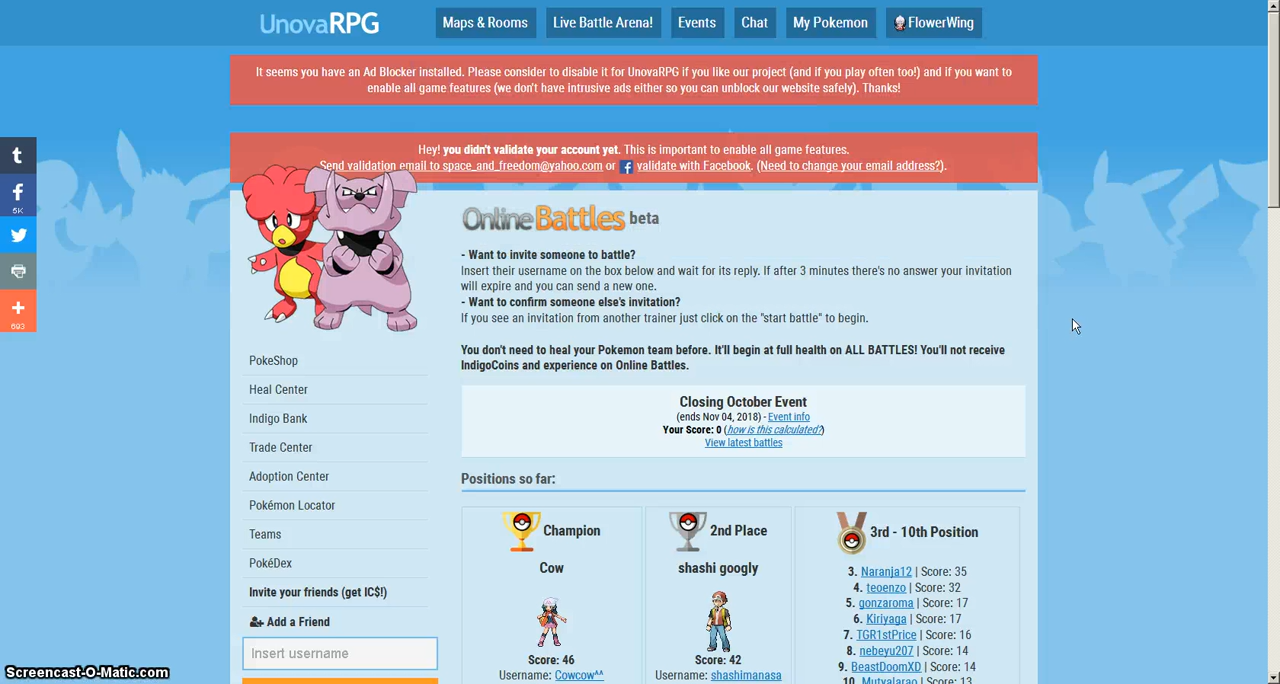 UnovaRPG
Maps & Rooms
Live Battle Arena!
Events
Chat
My Pokemon
FlowerWing
It seems you have an Ad Blocker installed. Please consider to disable it for UnovaRPG if you like our project (and if you play often too!) and if you want to
enable all game features (we don't have intrusive ads either so you can unblock our website safely). Thanks!
Hey! you didn't validate your account yet. This is important to enable all game features.
Send validation email to space_and_freedom@yahoo.com or validate with Facebook. (Need to change your email address?).
5K
693
OnlineBattles beta
- Want to invite someone to battle?
Insert their username on the box below and wait for its reply. If after 3 minutes there's no answer your invitation
will expire and you can send a new one.
- Want to confirm someone else's invitation?
If you see an invitation from another trainer just click on the "start battle" to begin.
You don't need to heal your Pokemon team before. It'll begin at full health on ALL BATTLES! You'll not receive
IndigoCoins and experience on Online Battles.
Closing October Event
(ends Nov 04, 2018) - Event info
Your Score: 0 (how is this calculated?)
View latest battles
Positions so far:
Champion
Cow
Score: 46
Username: Cowcow^^
2nd Place
shashi googly
Score: 42
Username: shashimanasa
3rd - 10th Position
3. Naranja12 | Score: 35
4. teoenzo | Score: 32
5. gonzaroma | Score: 17
6. Kiriyaga | Score: 17
7. TGR1stPrice | Score: 16
8. nebeyu207 | Score: 14
9. BeastDoomXD | Score: 14
10. Mutyalarao | Score: 13
PokeShop
Heal Center
Indigo Bank
Trade Center
Adoption Center
Pokémon Locator
Teams
PokéDex
Invite your friends (get IC$!)
Add a Friend
Insert username
Screencast-O-Matic.com